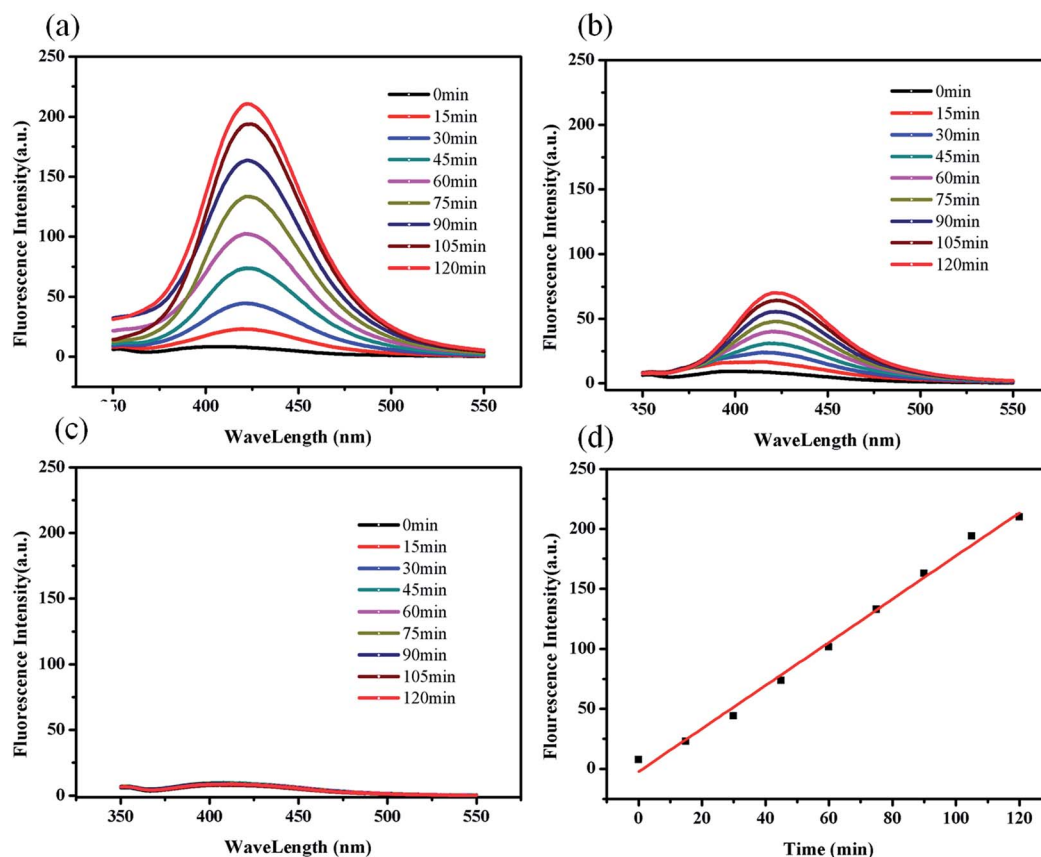 (a)
250
200
150
100
50
0
Fluorescence Intensity(a.u.)
0min
15min
30min
45min
60min
75min
90min
105min
120min
400
450
500
550
WaveLength (nm)
(b)
250
200
150
100
50
0
Fluorescence Intensity(a.u.)
0min
15min
30min
45min
60min
75min
90min
105min
120min
350
400
450
500
550
WaveLength (nm)
(c)
250
200
150
100
50
0
Fluorescence Intensity(a.u.)
0min
15min
30min
45min
60min
75min
90min
105min
120min
350
400
450
500
550
WaveLength (nm)
(d)
250
200
150
100
50
0
Flourescence Intensity(a.u.)
0
20
40
60
80
100
120
Time (min)